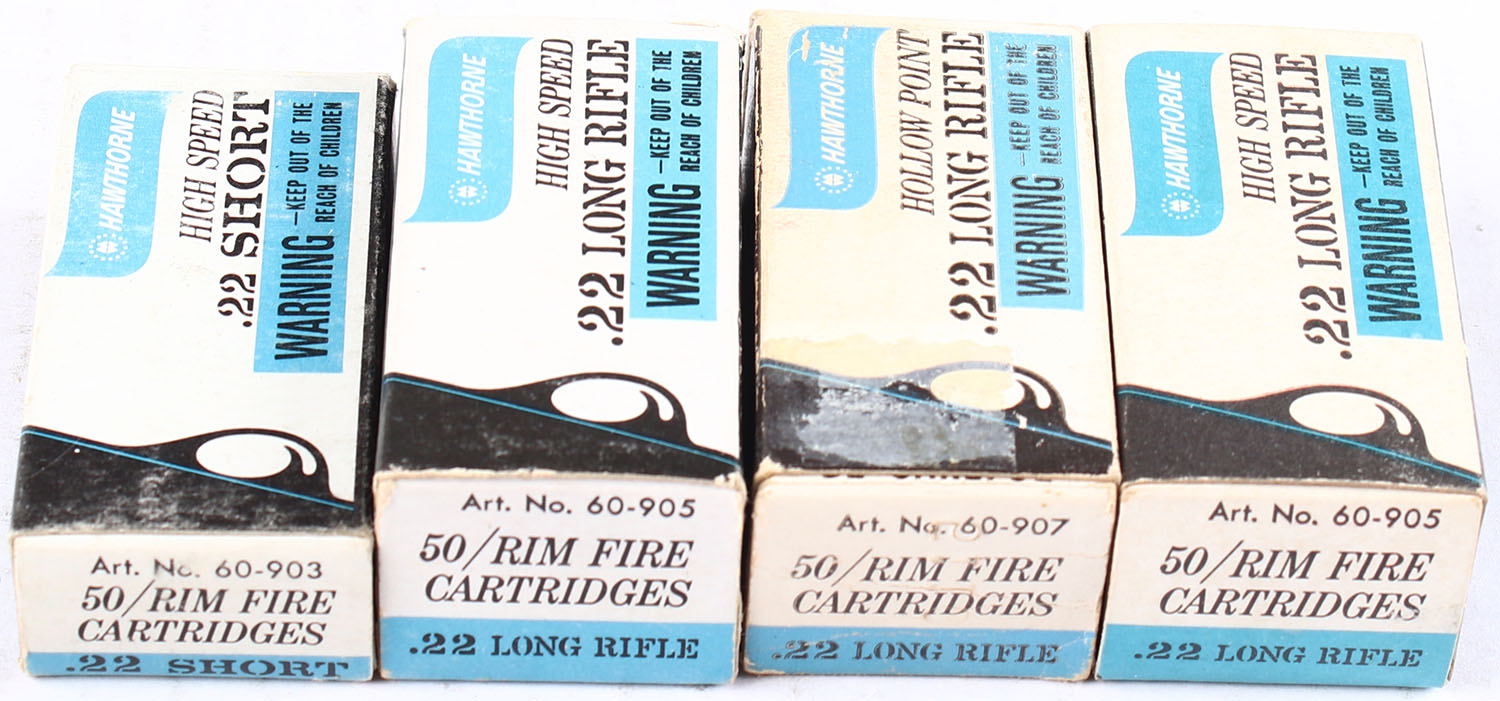 HAWTHORNE
HIGH SPEED
.22 SHORT
WARNING –KEEP OUT OF THE
REACH OF CHILDREN
Art. No. 60-903
50/RIM FIRE
CARTRIDGES
.22 SHORT
HAWTHORNE
HIGH SPEED
.22 LONG RIFLE
WARNING –KEEP OUT OF THE
REACH OF CHILDREN
Art. No. 60-905
50/RIM FIRE
CARTRIDGES
.22 LONG RIFLE
HAWTHORNE
HOLLOW POINT
.22 LONG RIFLE
WARNING –KEEP OUT OF THE
REACH OF CHILDREN
Art. No. 60-907
50/RIM FIRE
CARTRIDGES
.22 LONG RIFLE
HAWTHORNE
HIGH SPEED
.22 LONG RIFLE
WARNING –KEEP OUT OF THE
REACH OF CHILDREN
Art. No. 60-905
50/RIM FIRE
CARTRIDGES
.22 LONG RIFLE